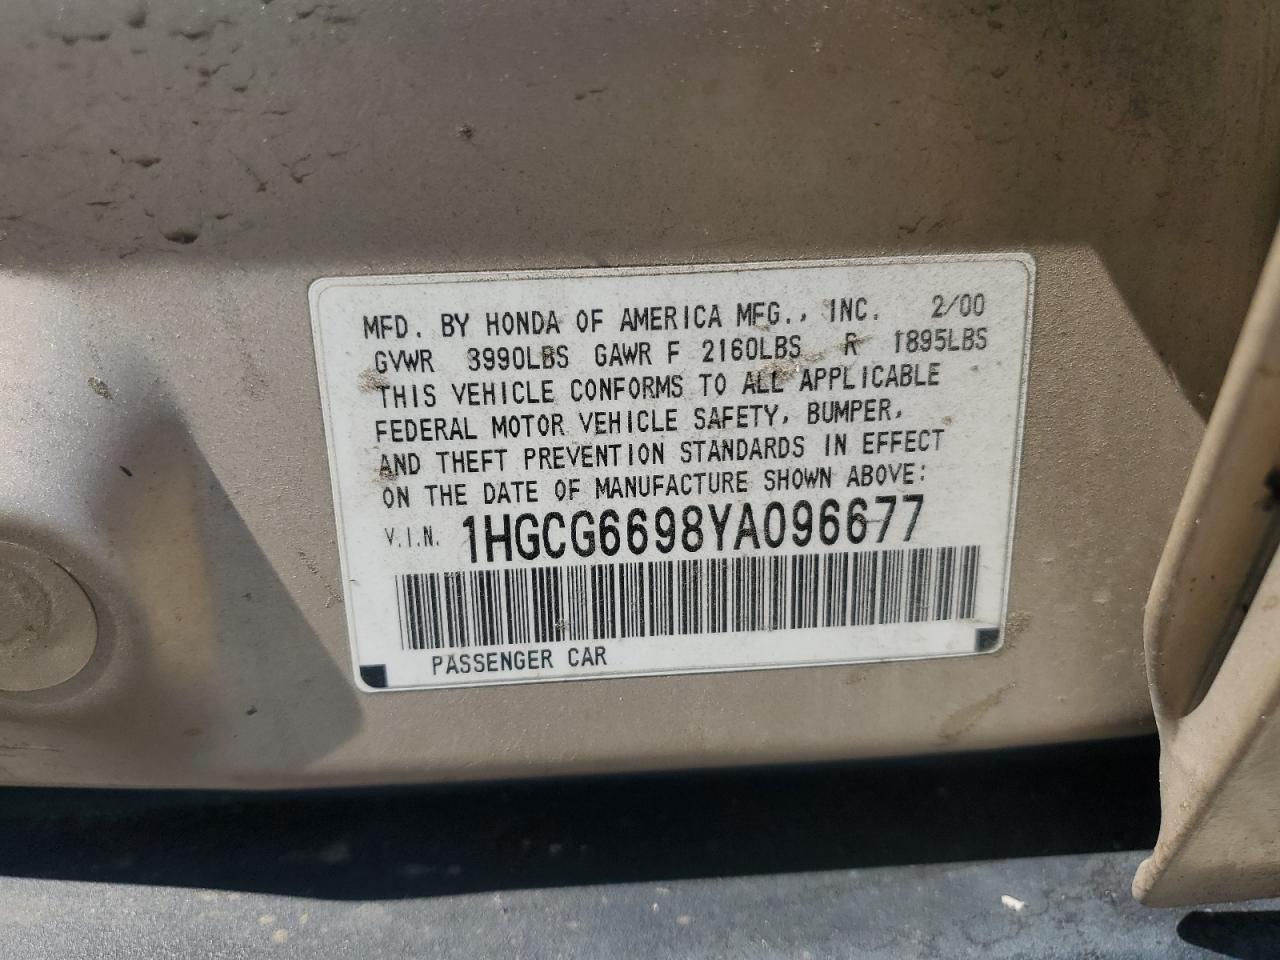 MFD. BY HONDA OF AMERICA MFG., INC. 2/00
GVWR 3990LBS GAWR F 2160LBS R 1895LBS
THIS VEHICLE CONFORMS TO ALL APPLICABLE
FEDERAL MOTOR VEHICLE SAFETY, BUMPER,
AND THEFT PREVENTION STANDARDS IN EFFECT
ON THE DATE OF MANUFACTURE SHOWN ABOVE:
V.I.N. 1HGCG6698YA096677
PASSENGER CAR